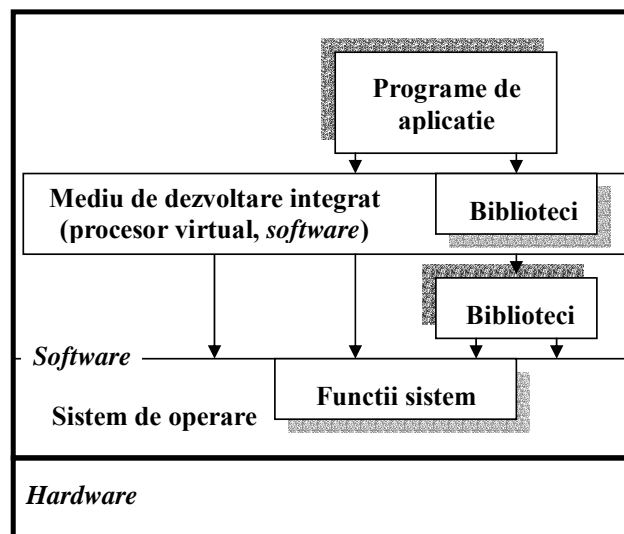 Programe de
aplicatie
Mediu de dezvoltare integrat
(procesor virtual, software)
Biblioteci
Biblioteci
Software
Functii sistem
Sistem de operare
Hardware